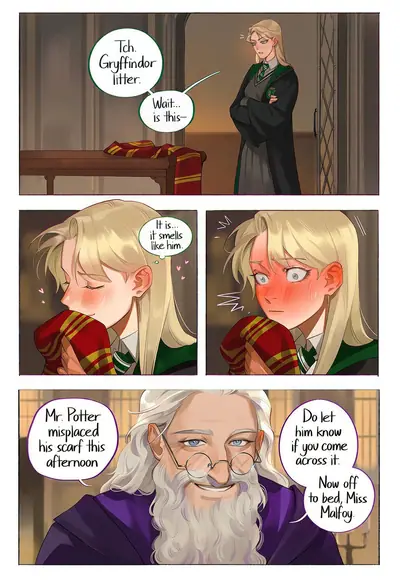 Tch.
Gryffindor
litter.
Wait...
is this-
It is...
it smells
like him.
Mr. Potter
misplaced
his scarf this
afternoon
Do let
him know
if you come
across it.
Now off
to bed, Miss
Malfoy.